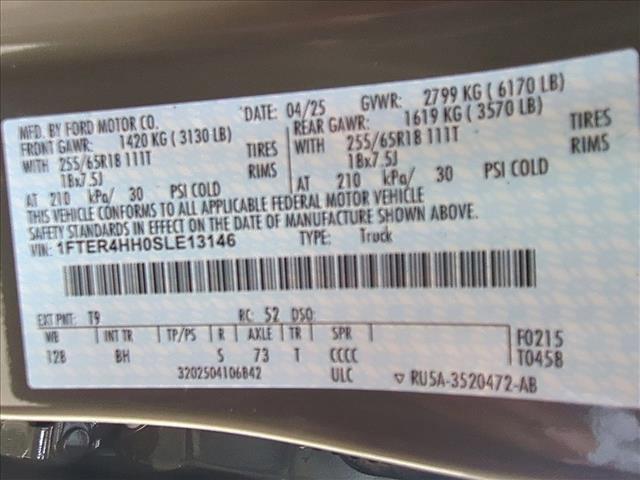 MFD. BY FORD MOTOR CO. DATE: 04/25 GVWR: 2799 KG ( 6170 LB)
FRONT GAWR: 1420 KG ( 3130 LB) REAR GAWR: 1619 KG ( 3570 LB)
WITH 255/65R18 111T TIRES WITH 255/65R18 111T TIRES
18x7.5J RIMS 18x7.5J RIMS
AT 210 kPa/ 30 PSI COLD AT 210 kPa/ 30 PSI COLD
THIS VEHICLE CONFORMS TO ALL APPLICABLE FEDERAL MOTOR VEHICLE
SAFETY STANDARDS IN EFFECT ON THE DATE OF MANUFACTURE SHOWN ABOVE.
VIN: 1FTER4HH0SLE13146 TYPE: Truck
EXT PNT: T9 RC: 52 DSO:
WB INT TR TP/PS R AXLE TR SPR F0215
128 BH S 73 T CCCC T0458
3202504106842 ULC ▽ RU5A-3520472-AB